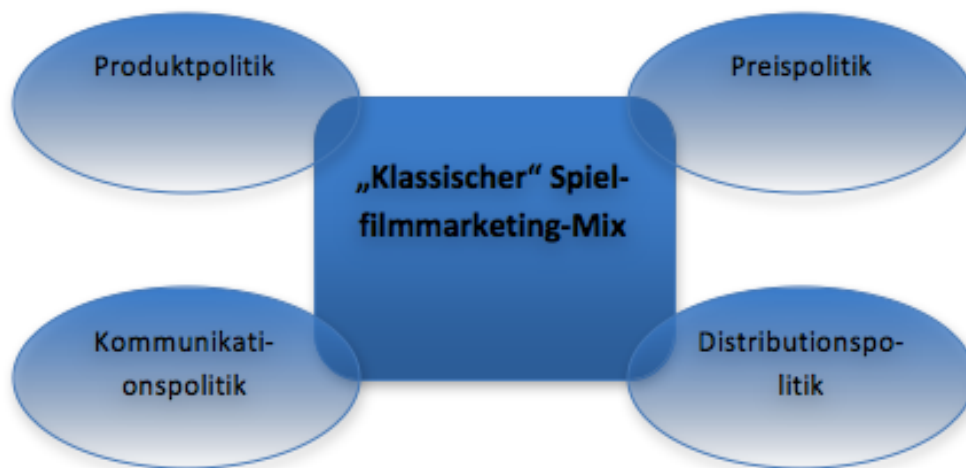 Produktpolitik
Preispolitik
„Klassischer“ Spiel-
filmmarketing-Mix
Kommunikati-
onspolitik
Distributionspo-
litik